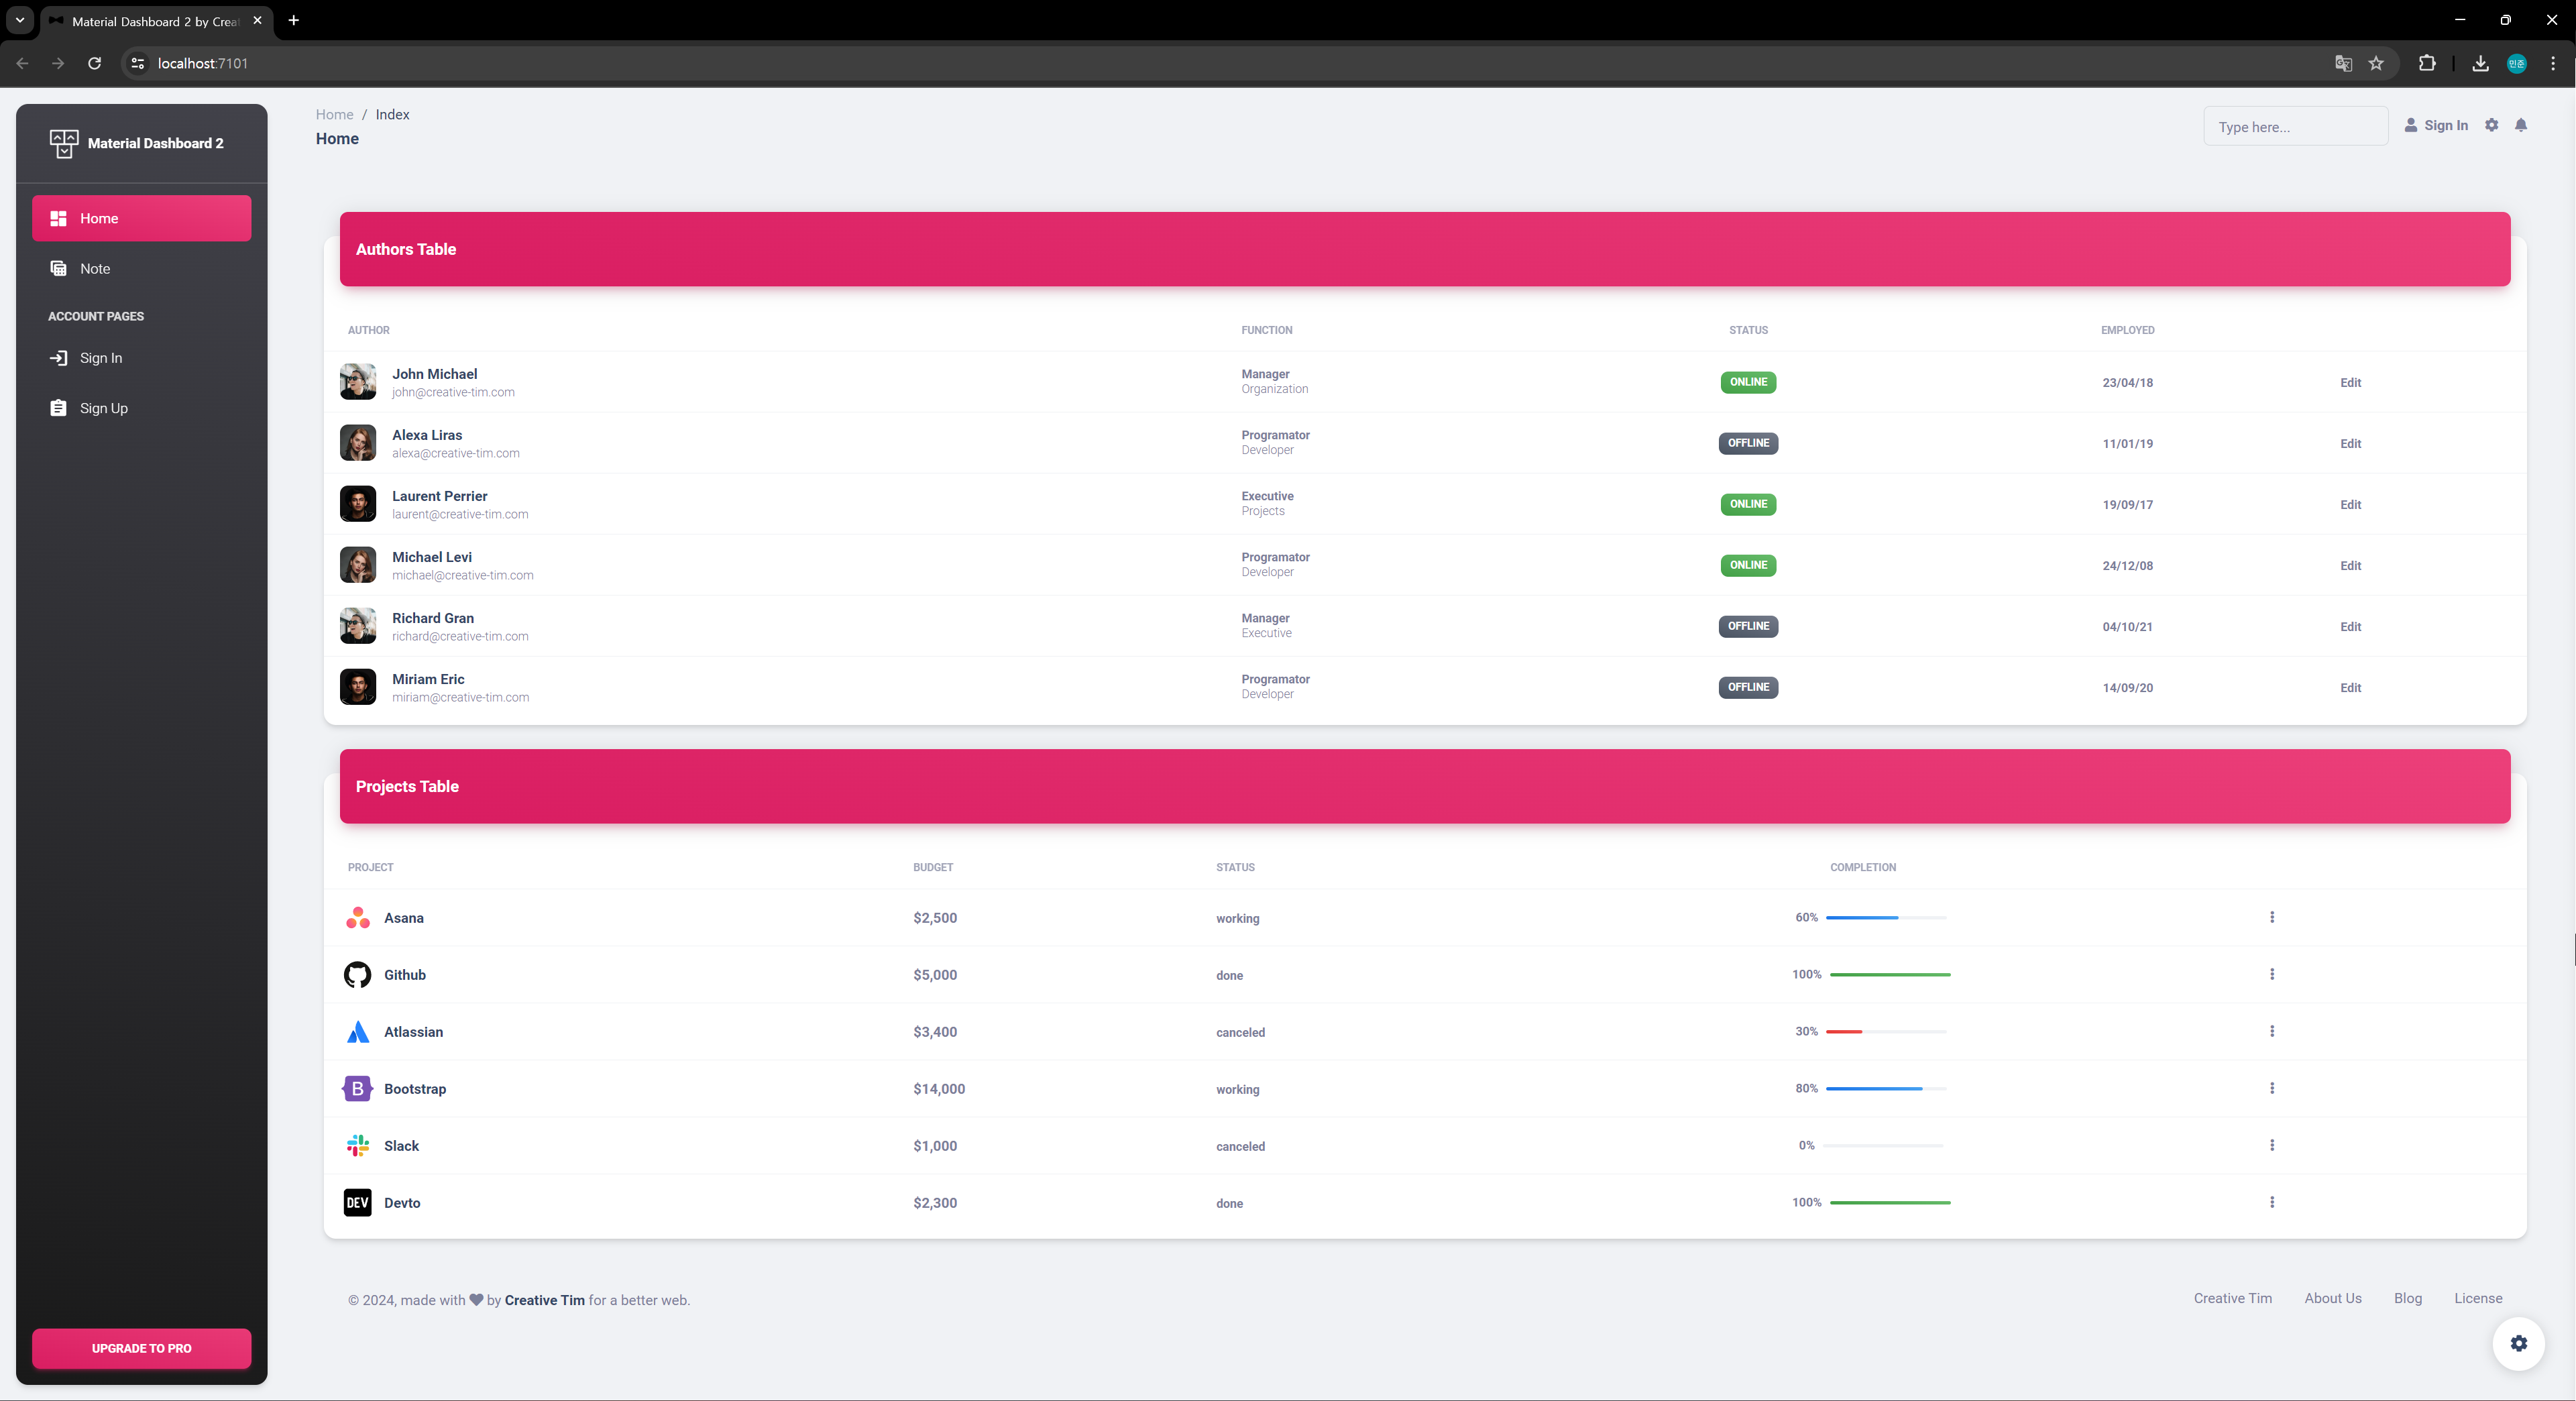 Material Dashboard 2 by Crea
localhost:7101
민준
Material Dashboard 2
Home
Note
ACCOUNT PAGES
Sign In
Sign Up
UPGRADE TO PRO
Home / Index
Home
Type here...
Sign In
Authors Table
AUTHOR FUNCTION STATUS EMPLOYED
John Michael Manager ONLINE 23/04/18 Edit
john@creative-tim.com Organization
Alexa Liras Programator OFFLINE 11/01/19 Edit
alexa@creative-tim.com Developer
Laurent Perrier Executive ONLINE 19/09/17 Edit
laurent@creative-tim.com Projects
Michael Levi Programator ONLINE 24/12/08 Edit
michael@creative-tim.com Developer
Richard Gran Manager OFFLINE 04/10/21 Edit
richard@creative-tim.com Executive
Miriam Eric Programator OFFLINE 14/09/20 Edit
miriam@creative-tim.com Developer
Projects Table
PROJECT BUDGET STATUS COMPLETION
Asana $2,500 working 60%
Github $5,000 done 100%
Atlassian $3,400 canceled 30%
B Bootstrap $14,000 working 80%
Slack $1,000 canceled 0%
DEV Devto $2,300 done 100%
© 2024, made with by Creative Tim for a better web.
Creative Tim About Us Blog License